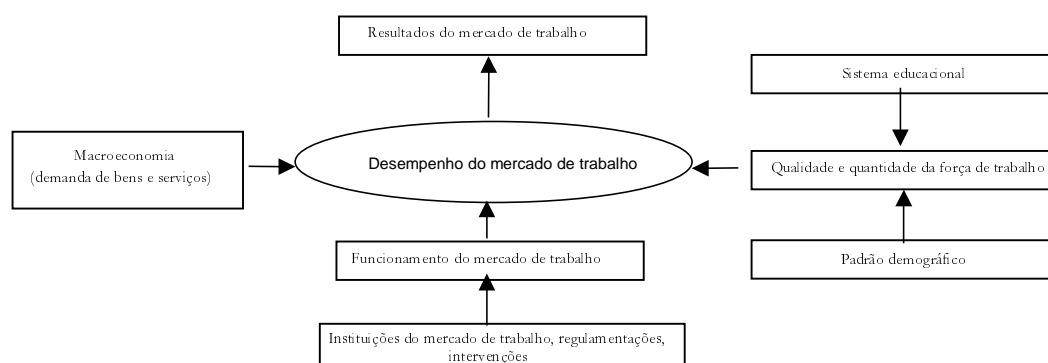 Resultados do mercado de trabalho
Sistema educacional
Macroeconomia
(demanda de bens e serviços)
Desempenho do mercado de trabalho
Qualidade e quantidade da força de trabalho
Funcionamento do mercado de trabalho
Padrão demográfico
Instituições do mercado de trabalho, regulamentações,
intervenções